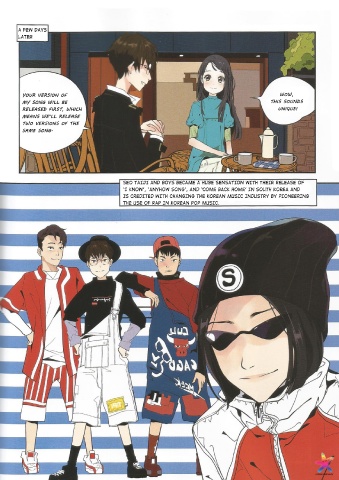 A FEW DAYS
LATER
YOUR VERSION OF
MY SONG WILL BE
RELEASED FIRST, WHICH
MEANS WE'LL RELEASE
TWO VERSIONS OF THE
SAME SONG.
WOW,
THIS SOUNDS
UNIQUE!
SEO TAIJI AND BOYS BECAME A HUGE SENSATION WITH THEIR RELEASE OF
'I KNOW', 'ANYHOW SONG', AND 'COME BACK HOME' IN SOUTH KOREA AND
IS CREDITED WITH CHANGING THE KOREAN MUSIC INDUSTRY BY PIONEERING
THE USE OF RAP IN KOREAN POP MUSIC.
S